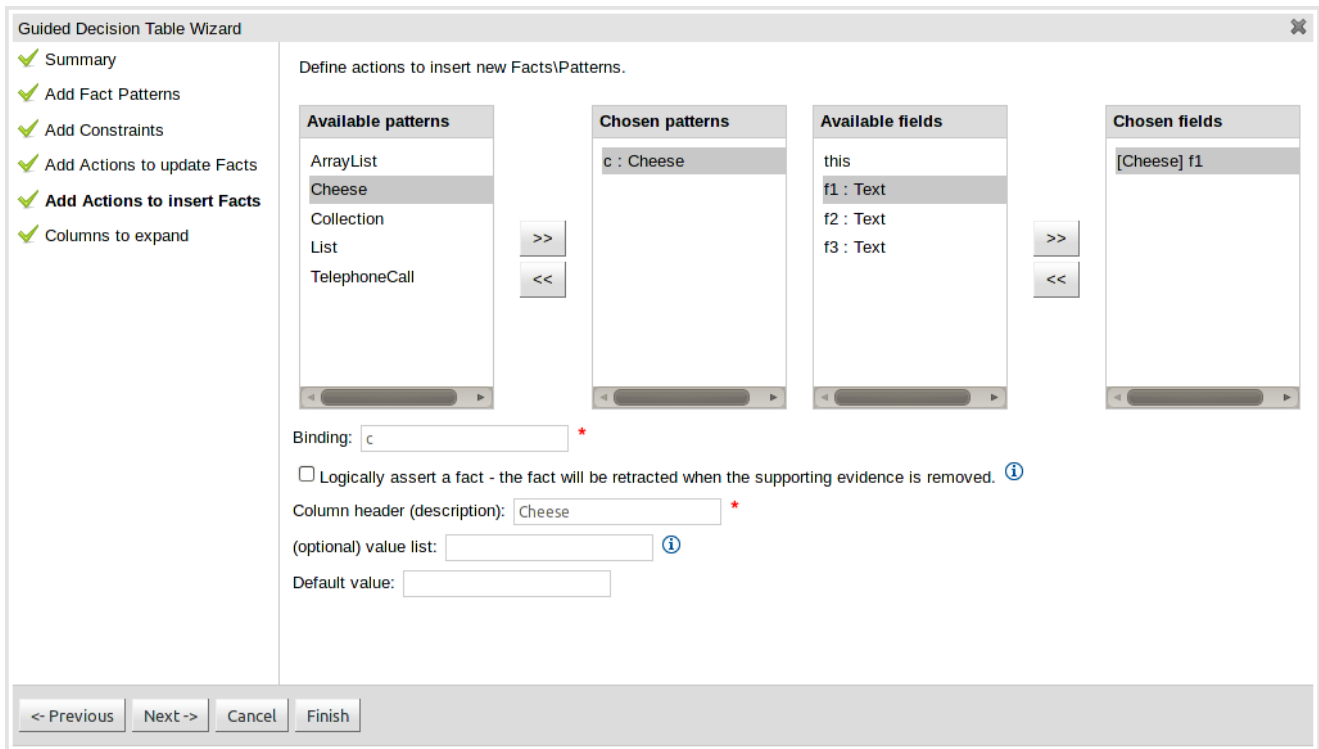 Guided Decision Table Wizard
Summary
Add Fact Patterns
Add Constraints
Add Actions to update Facts
Add Actions to insert Facts
Columns to expand
Define actions to insert new Facts\Patterns.
Available patterns
ArrayList
Cheese
Collection
List
TelephoneCall
>>
<<
Chosen patterns
c : Cheese
Available fields
this
f1 : Text
f2 : Text
f3 : Text
>>
<<
Chosen fields
[Cheese] f1
Binding: c *
Logically assert a fact - the fact will be retracted when the supporting evidence is removed.
Column header (description): Cheese *
(optional) value list:
Default value:
<- Previous Next -> Cancel Finish